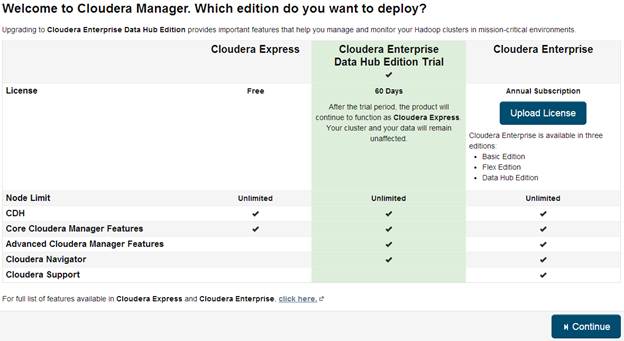 Welcome to Cloudera Manager. Which edition do you want to deploy?
Upgrading to Cloudera Enterprise Data Hub Edition provides important features that help you manage and monitor your Hadoop clusters in mission-critical environments.
Cloudera Express
Cloudera Enterprise
Data Hub Edition Trial
Cloudera Enterprise
License
Free
60 Days
After the trial period, the product will
continue to function as Cloudera Express.
Your cluster and your data will remain
unaffected.
Annual Subscription
Upload License
Cloudera Enterprise is available in three
editions:
Basic Edition
Flex Edition
Data Hub Edition
Node Limit Unlimited Unlimited Unlimited
CDH
Core Cloudera Manager Features
Advanced Cloudera Manager Features
Cloudera Navigator
Cloudera Support
For full list of features available in Cloudera Express and Cloudera Enterprise, click here.
Continue